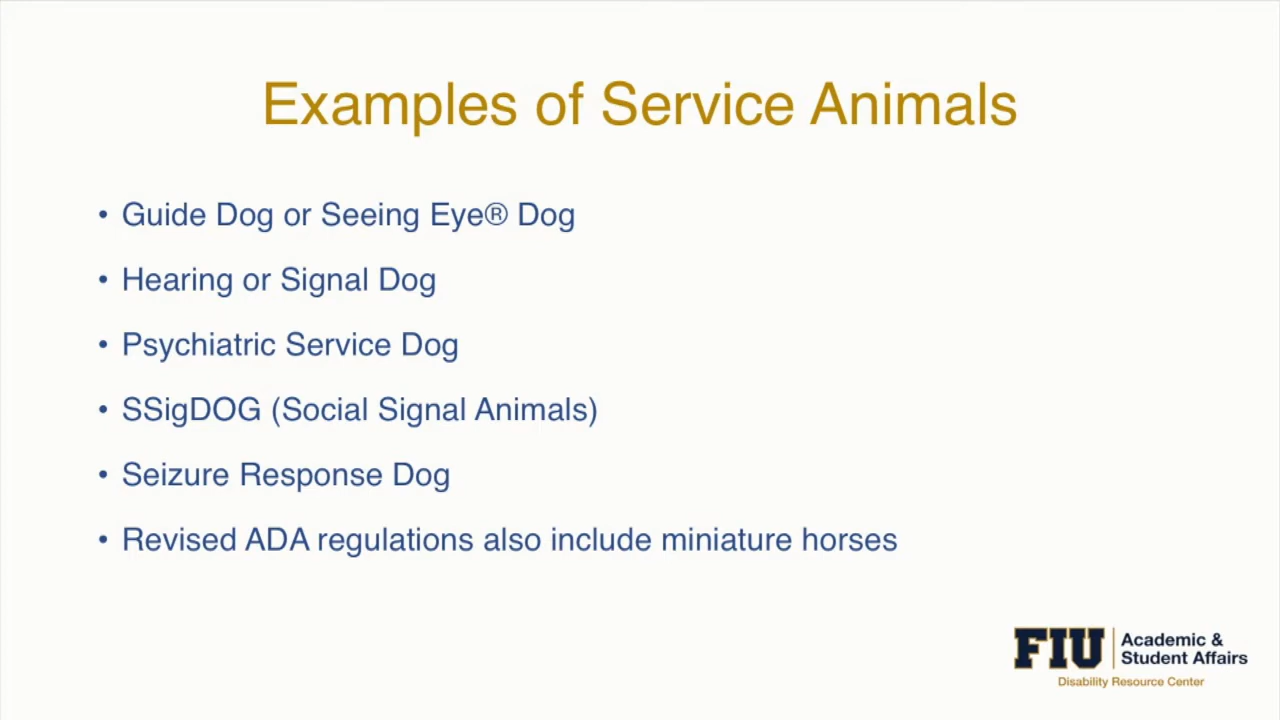 Examples of Service Animals
• Guide Dog or Seeing Eye® Dog
• Hearing or Signal Dog
• Psychiatric Service Dog
• SSigDOG (Social Signal Animals)
• Seizure Response Dog
• Revised ADA regulations also include miniature horses
FIU
Academic &
Student Affairs
Disability Resource Center